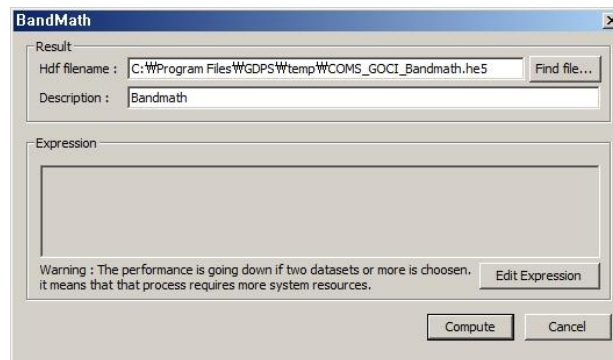 BandMath
Result
Hdf filename : C:₩Program Files₩GDPS₩temp₩COMS_GOCI_Bandmath.he5 Find file...
Description : Bandmath
Expression
Warning : The performance is going down if two datasets or more is choosen.
it means that that process requires more system resources.
Edit Expression
Compute Cancel